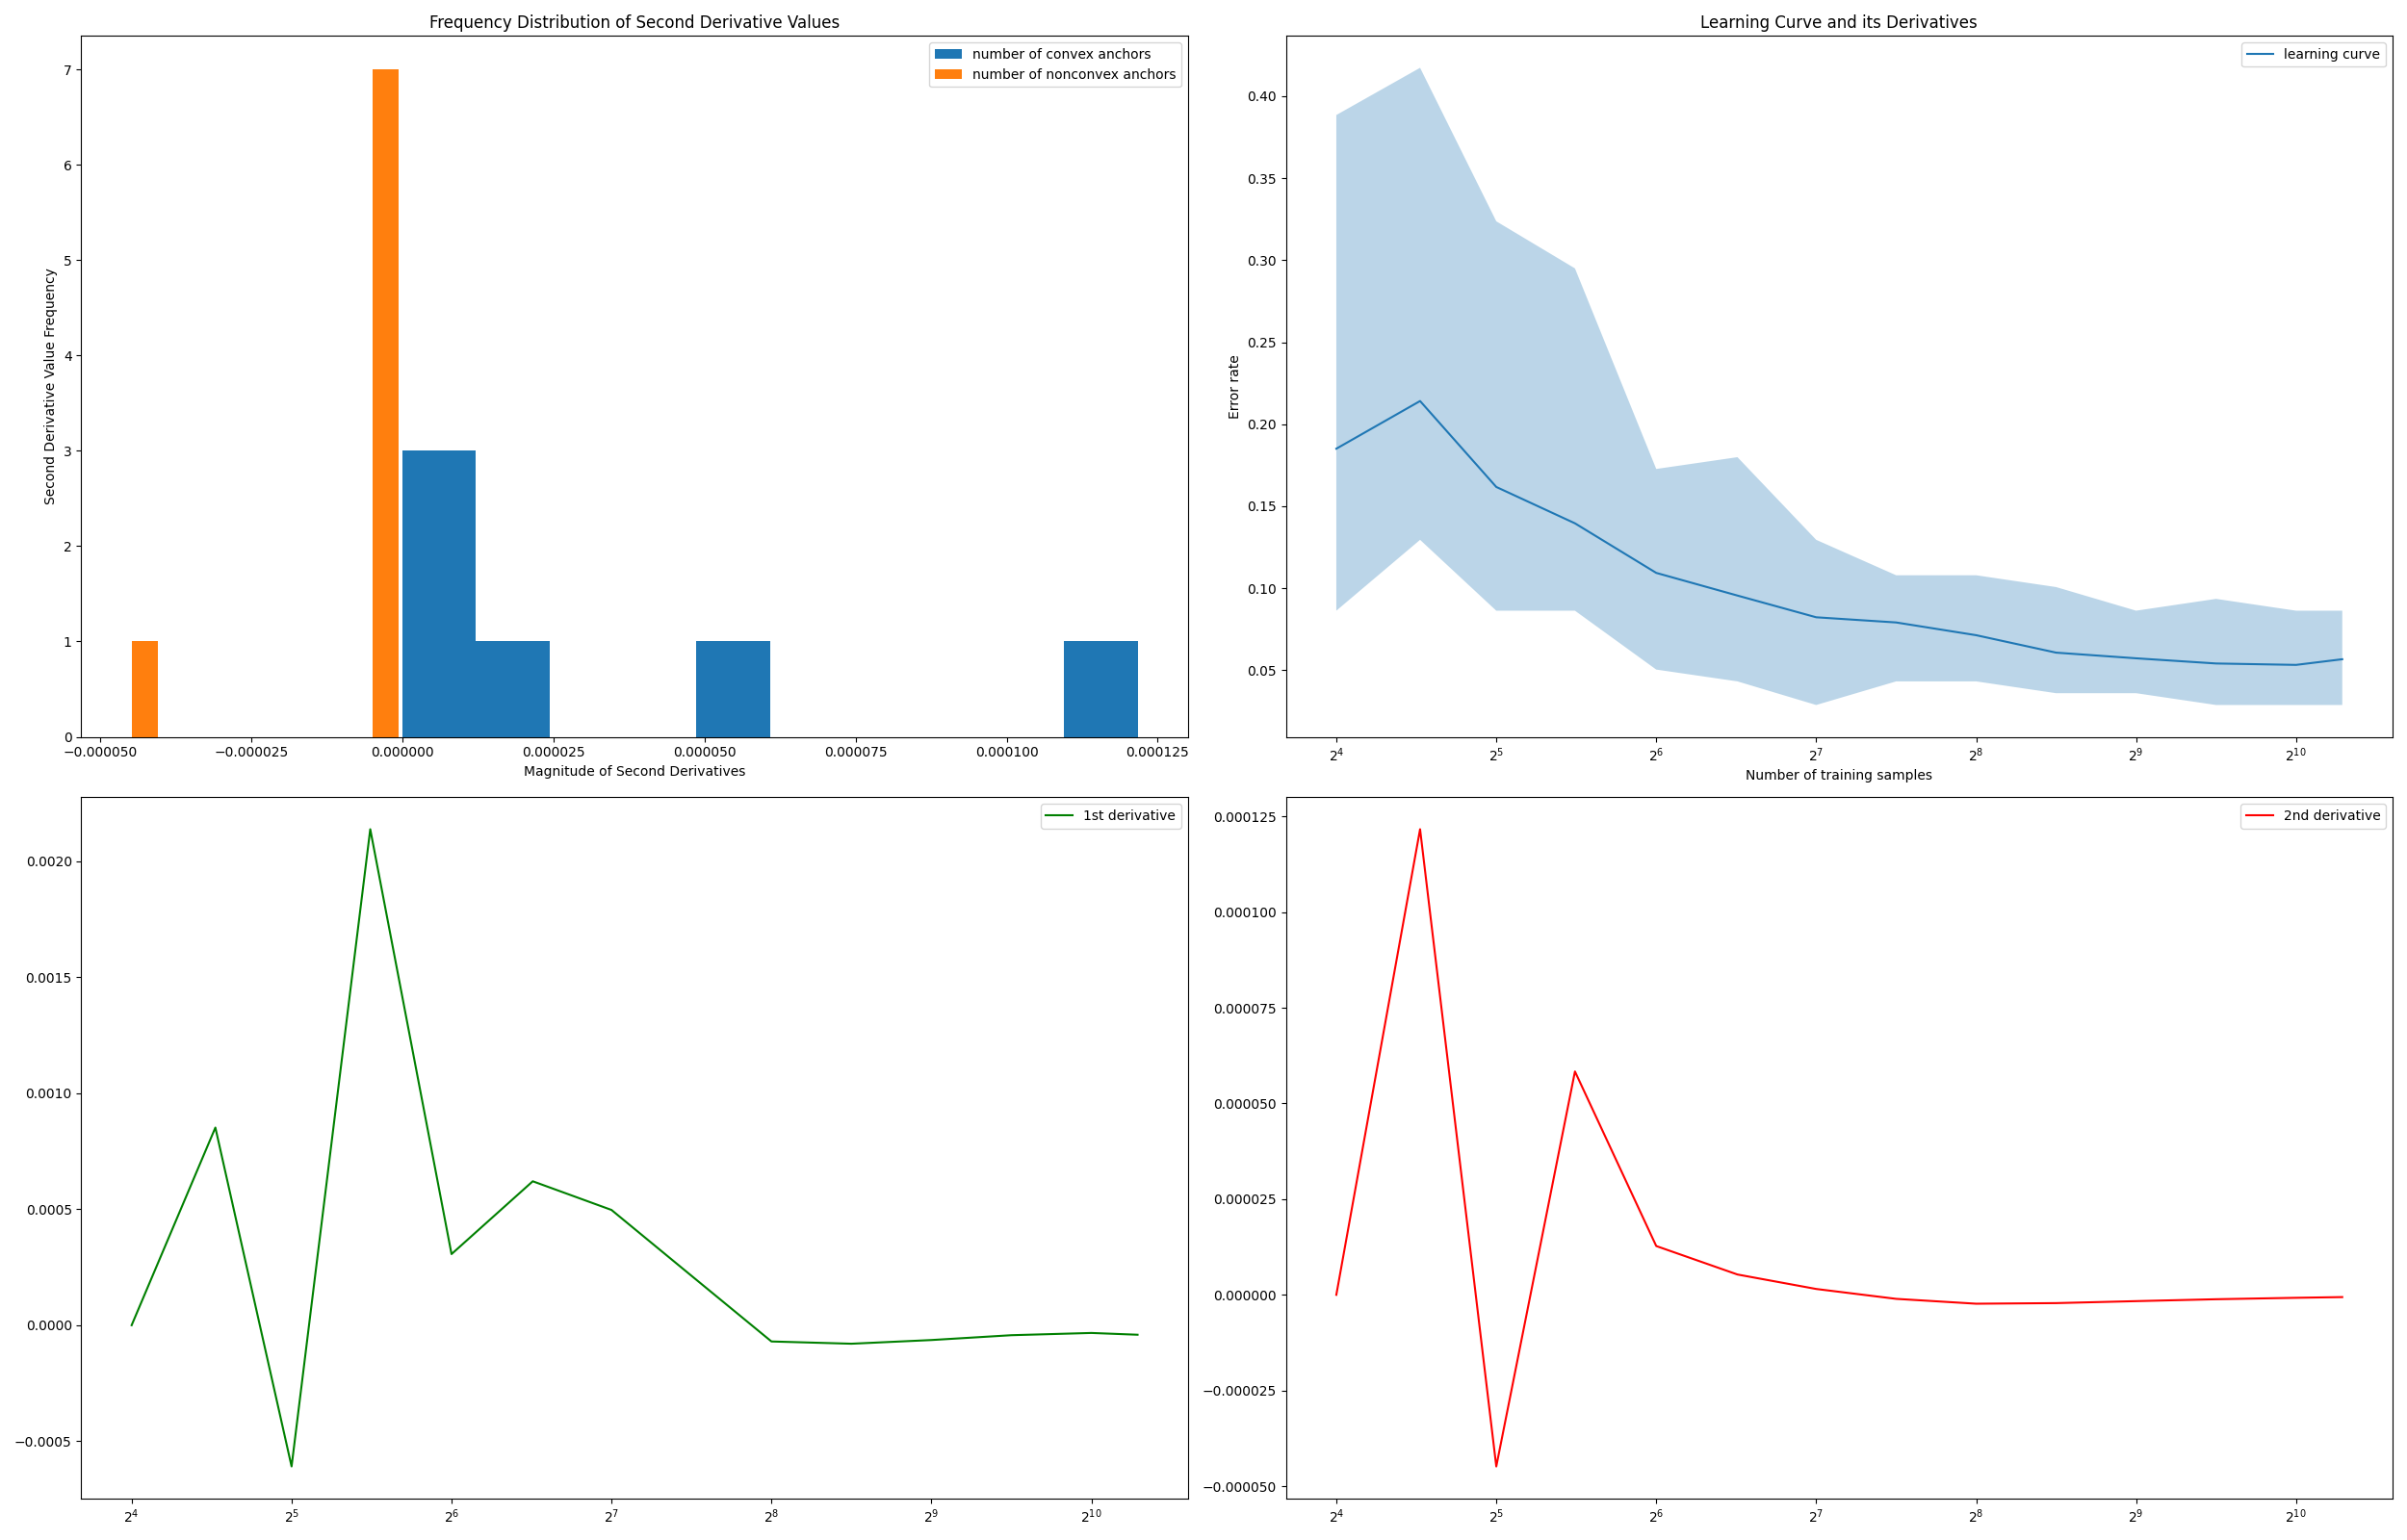 Frequency Distribution of Second Derivative Values
number of convex anchors
number of nonconvex anchors
7
6
5
4
3
2
1
0
Second Derivative Value Frequency
−0.000050 −0.000025 0.000000 0.000025 0.000050 0.000075 0.000100 0.000125
Magnitude of Second Derivatives
Learning Curve and its Derivatives
learning curve
0.40
0.35
0.30
0.25
0.20
0.15
0.10
0.05
Error rate
2⁴ 2⁵ 2⁶ 2⁷ 2⁸ 2⁹ 2¹⁰
Number of training samples
1st derivative
0.0020
0.0015
0.0010
0.0005
0.0000
−0.0005
2⁴ 2⁵ 2⁶ 2⁷ 2⁸ 2⁹ 2¹⁰
2nd derivative
0.000125
0.000100
0.000075
0.000050
0.000025
0.000000
−0.000025
−0.000050
2⁴ 2⁵ 2⁶ 2⁷ 2⁸ 2⁹ 2¹⁰